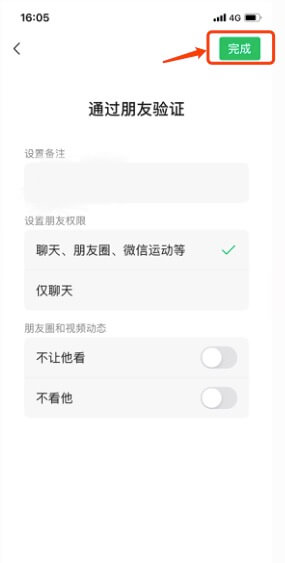 16:05
4G
完成
通过朋友验证
设置备注
设置朋友权限
聊天、朋友圈、微信运动等
仅聊天
朋友圈和视频动态
不让他看
不看他